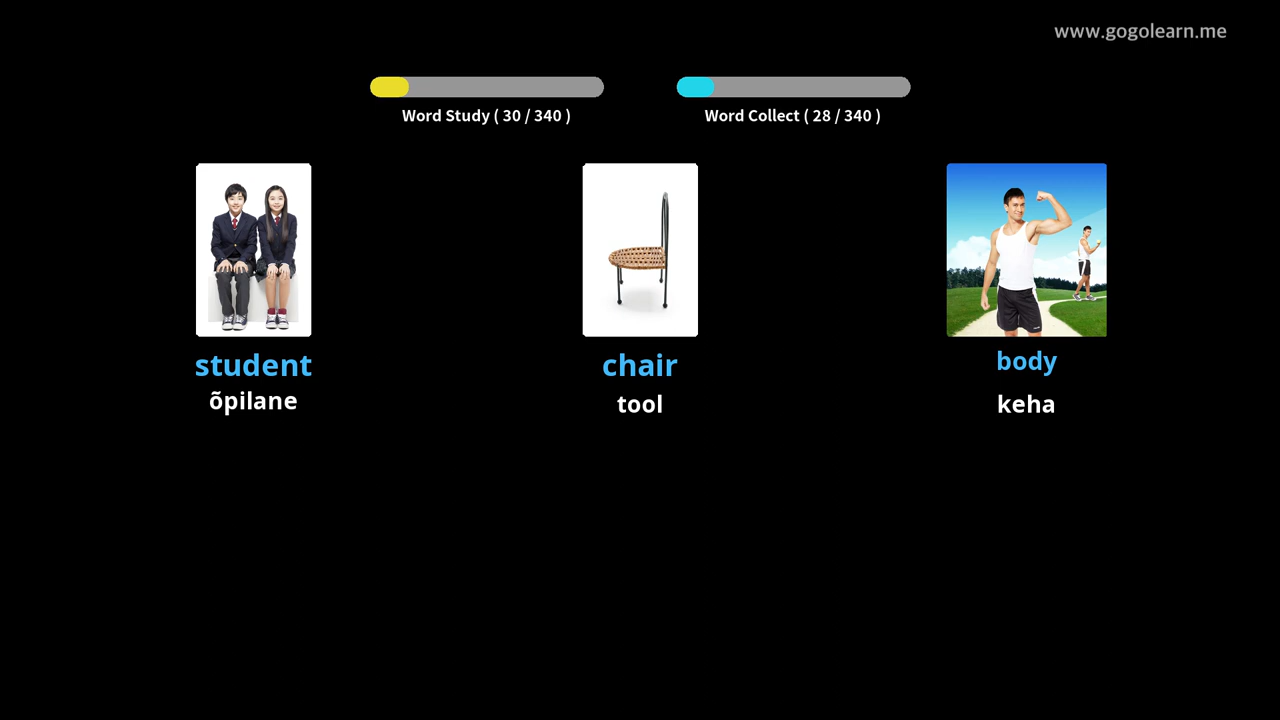 www.gogolearn.me
Word Study ( 30 / 340 )
Word Collect ( 28 / 340 )
student
õpilane
chair
tool
body
keha